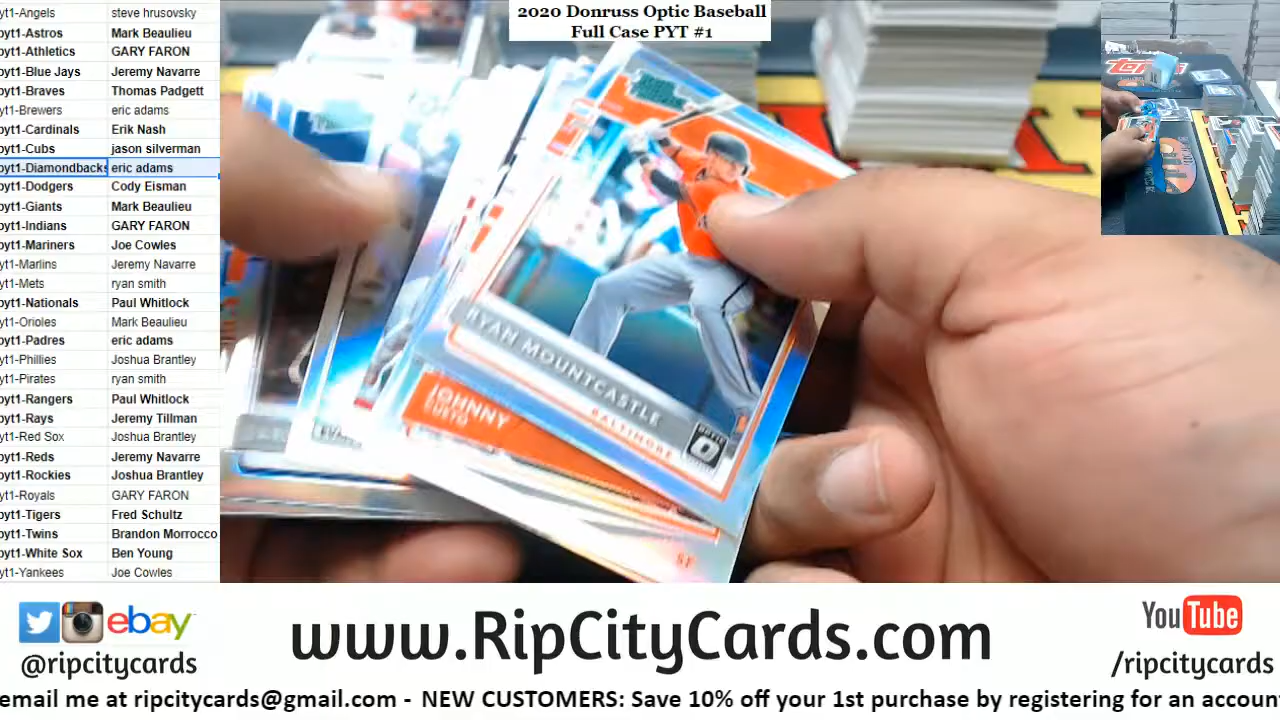 2020 Donruss Optic Baseball
Full Case PYT #1
yt1-Angels steve hrusovsky
pyt1-Astros Mark Beaulieu
pyt1-Athletics GARY FARON
pyt1-Blue Jays Jeremy Navarre
pyt1-Braves Thomas Padgett
pyt1-Brewers eric adams
pyt1-Cardinals Erik Nash
pyt1-Cubs jason silverman
pyt1-Diamondbacks eric adams
pyt1-Dodgers Cody Eisman
pyt1-Giants Mark Beaulieu
pyt1-Indians GARY FARON
pyt1-Mariners Joe Cowles
yt1-Marlins Jeremy Navarre
yt1-Mets ryan smith
pyt1-Nationals Paul Whitlock
yt1-Orioles Mark Beaulieu
pyt1-Padres eric adams
yt1-Phillies Joshua Brantley
yt1-Pirates ryan smith
pyt1-Rangers Paul Whitlock
pyt1-Rays Jeremy Tillman
yt1-Red Sox Joshua Brantley
pyt1-Reds Jeremy Navarre
pyt1-Rockies Joshua Brantley
yt1-Royals GARY FARON
pyt1-Tigers Fred Schultz
pyt1-Twins Brandon Morrocco
pyt1-White Sox Ben Young
yt1-Yankees Joe Cowles
RYAN MOUNTCASTLE
BALTIMORE
OPTIC
JOHNNY
CUETO
SF
Topps
ebay
@ripcitycards
www.RipCityCards.com
YouTube
/ripcitycards
email me at ripcitycards@gmail.com - NEW CUSTOMERS: Save 10% off your 1st purchase by registering for an accoun